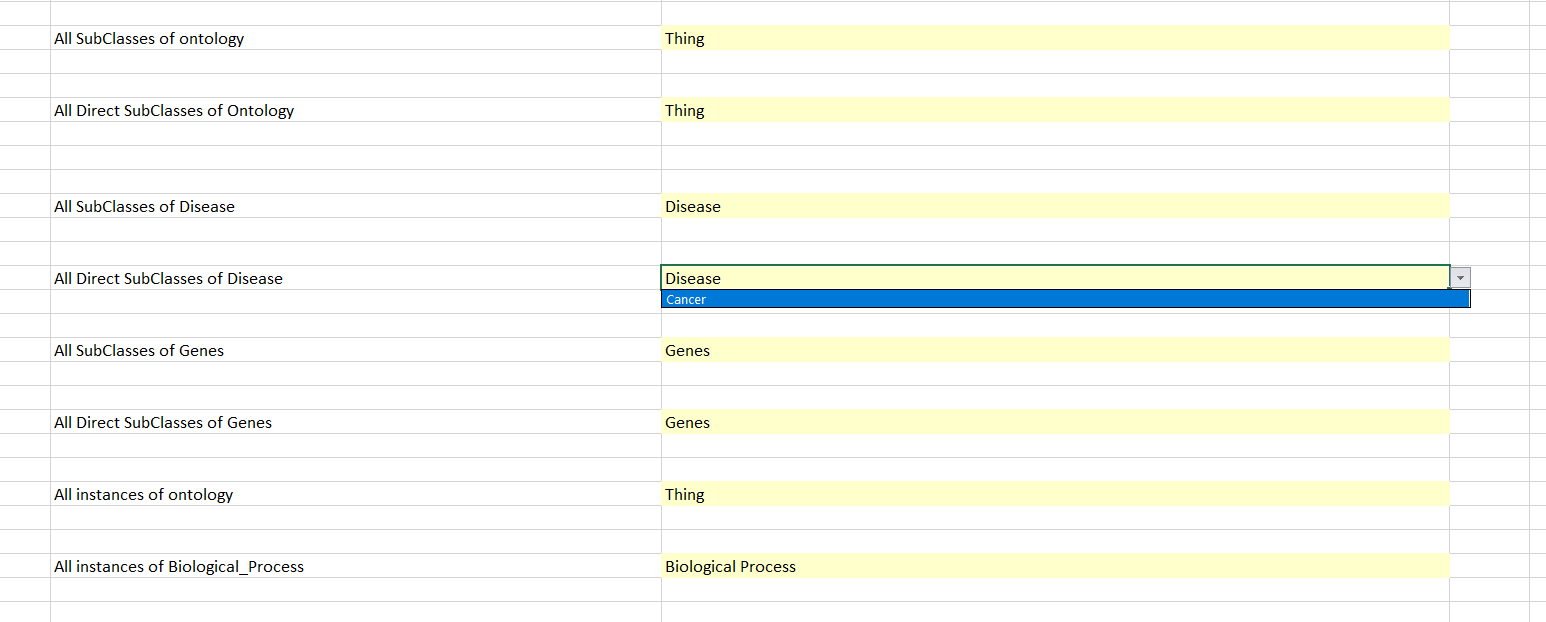 All SubClasses of ontology Thing
All Direct SubClasses of Ontology Thing
All SubClasses of Disease Disease
All Direct SubClasses of Disease Disease
Cancer
All SubClasses of Genes Genes
All Direct SubClasses of Genes Genes
All instances of ontology Thing
All instances of Biological_Process Biological Process